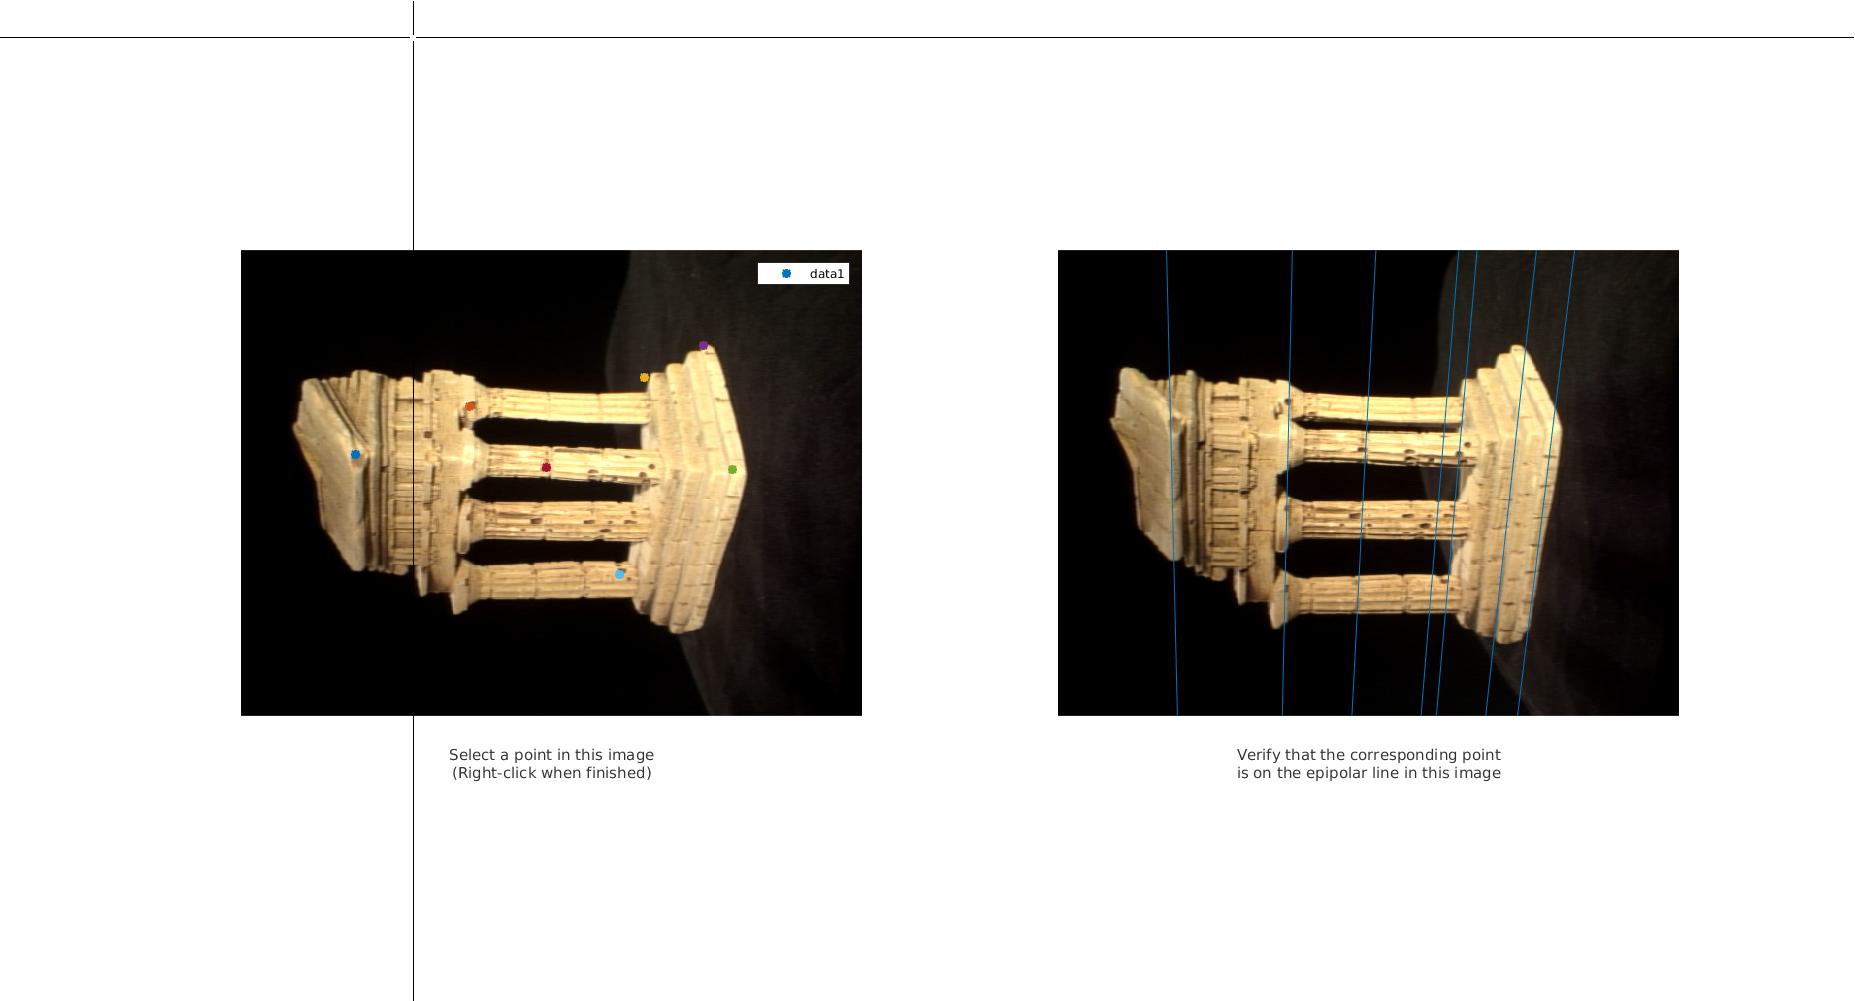 data1
Select a point in this image
(Right-click when finished)
Verify that the corresponding point
is on the epipolar line in this image